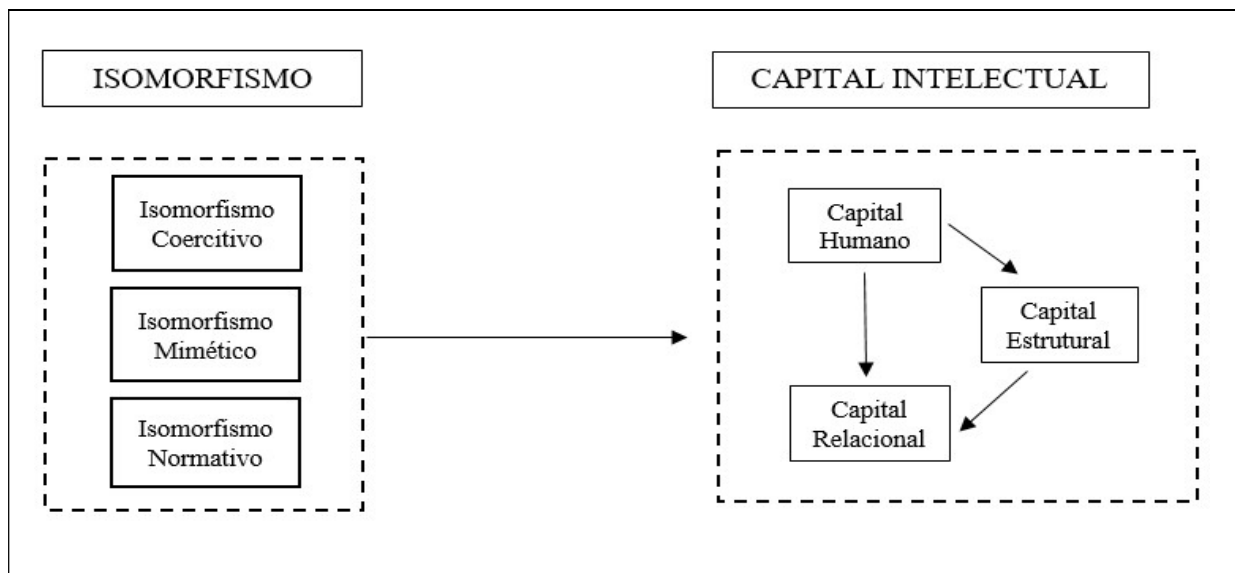 ISOMORFISMO
Isomorfismo
Coercitivo
Isomorfismo
Mimético
Isomorfismo
Normativo
CAPITAL INTELECTUAL
Capital
Humano
Capital
Estrutural
Capital
Relacional